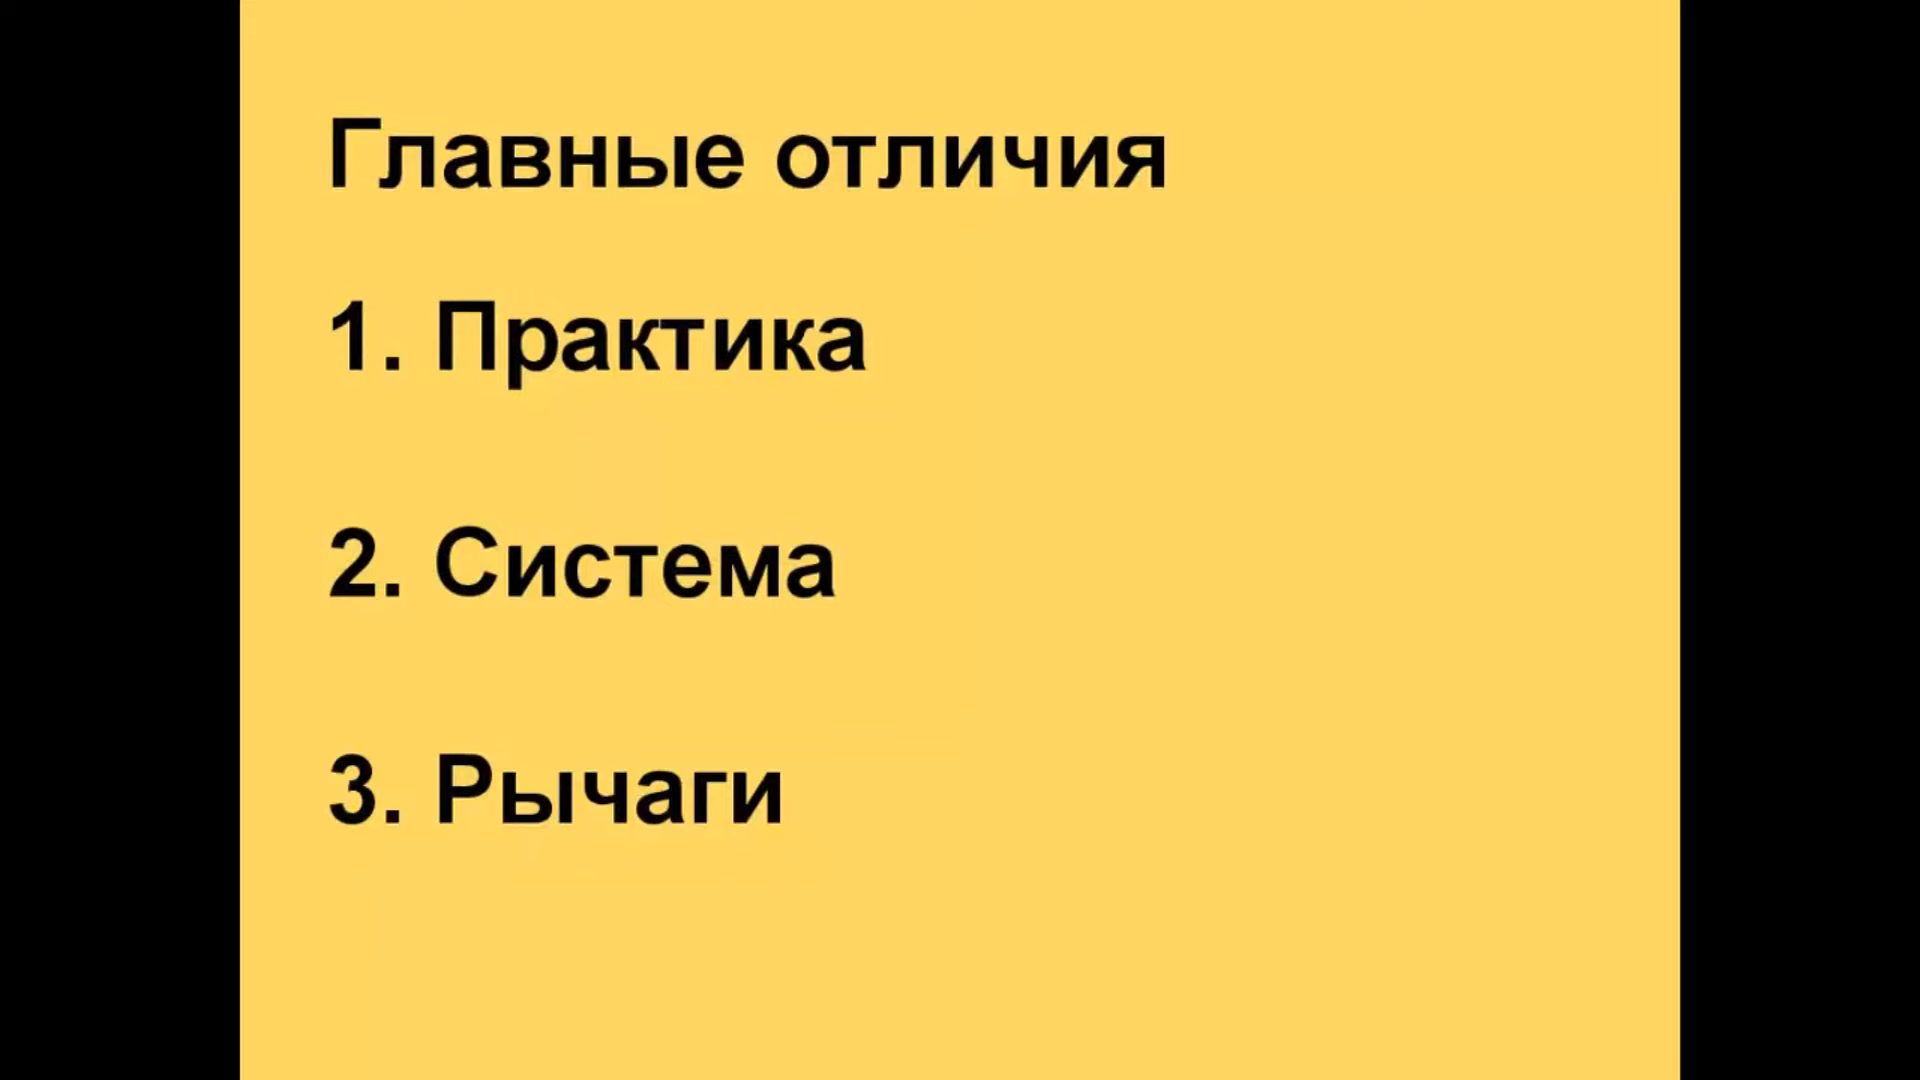 Главные отличия
1. Практика
2. Система
3. Рычаги